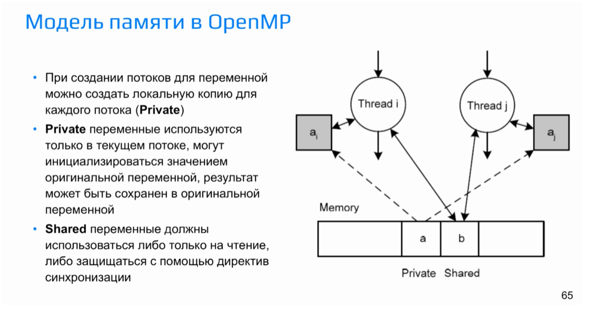 Модель памяти в OpenMP
• При создании потоков для переменной
можно создать локальную копию для
каждого потока (Private)
• Private переменные используются
только в текущем потоке, могут
инициализироваться значением
оригинальной переменной, результат
может быть сохранен в оригинальной
переменной
• Shared переменные должны
использоваться либо только на чтение,
либо защищаться с помощью директив
синхронизации
Thread i
Thread j
ai
aj
Memory
a
b
Private Shared
65